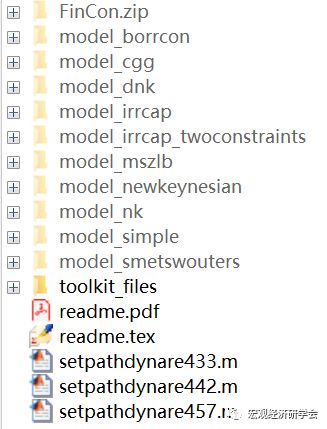 FinCon.zip
model_borrcon
model_cgg
model_dnk
model_irrcap
model_irrcap_twoconstraints
model_mszlb
model_newkeynesian
model_nk
model_simple
model_smetswouters
toolkit_files
readme.pdf
readme.tex
setpathdynare433.m
setpathdynare442.m
setpathdynare457.m
宏观经济研学会